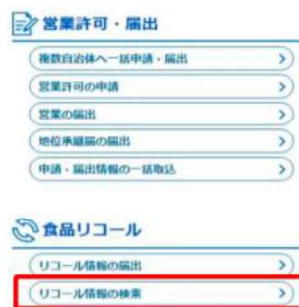 営業許可・届出
複数自治体へ一括申請・届出
営業許可の申請
営業の届出
地位承継届の届出
申請・届出情報の一括取込
食品リコール
リコール情報の届出
リコール情報の検索